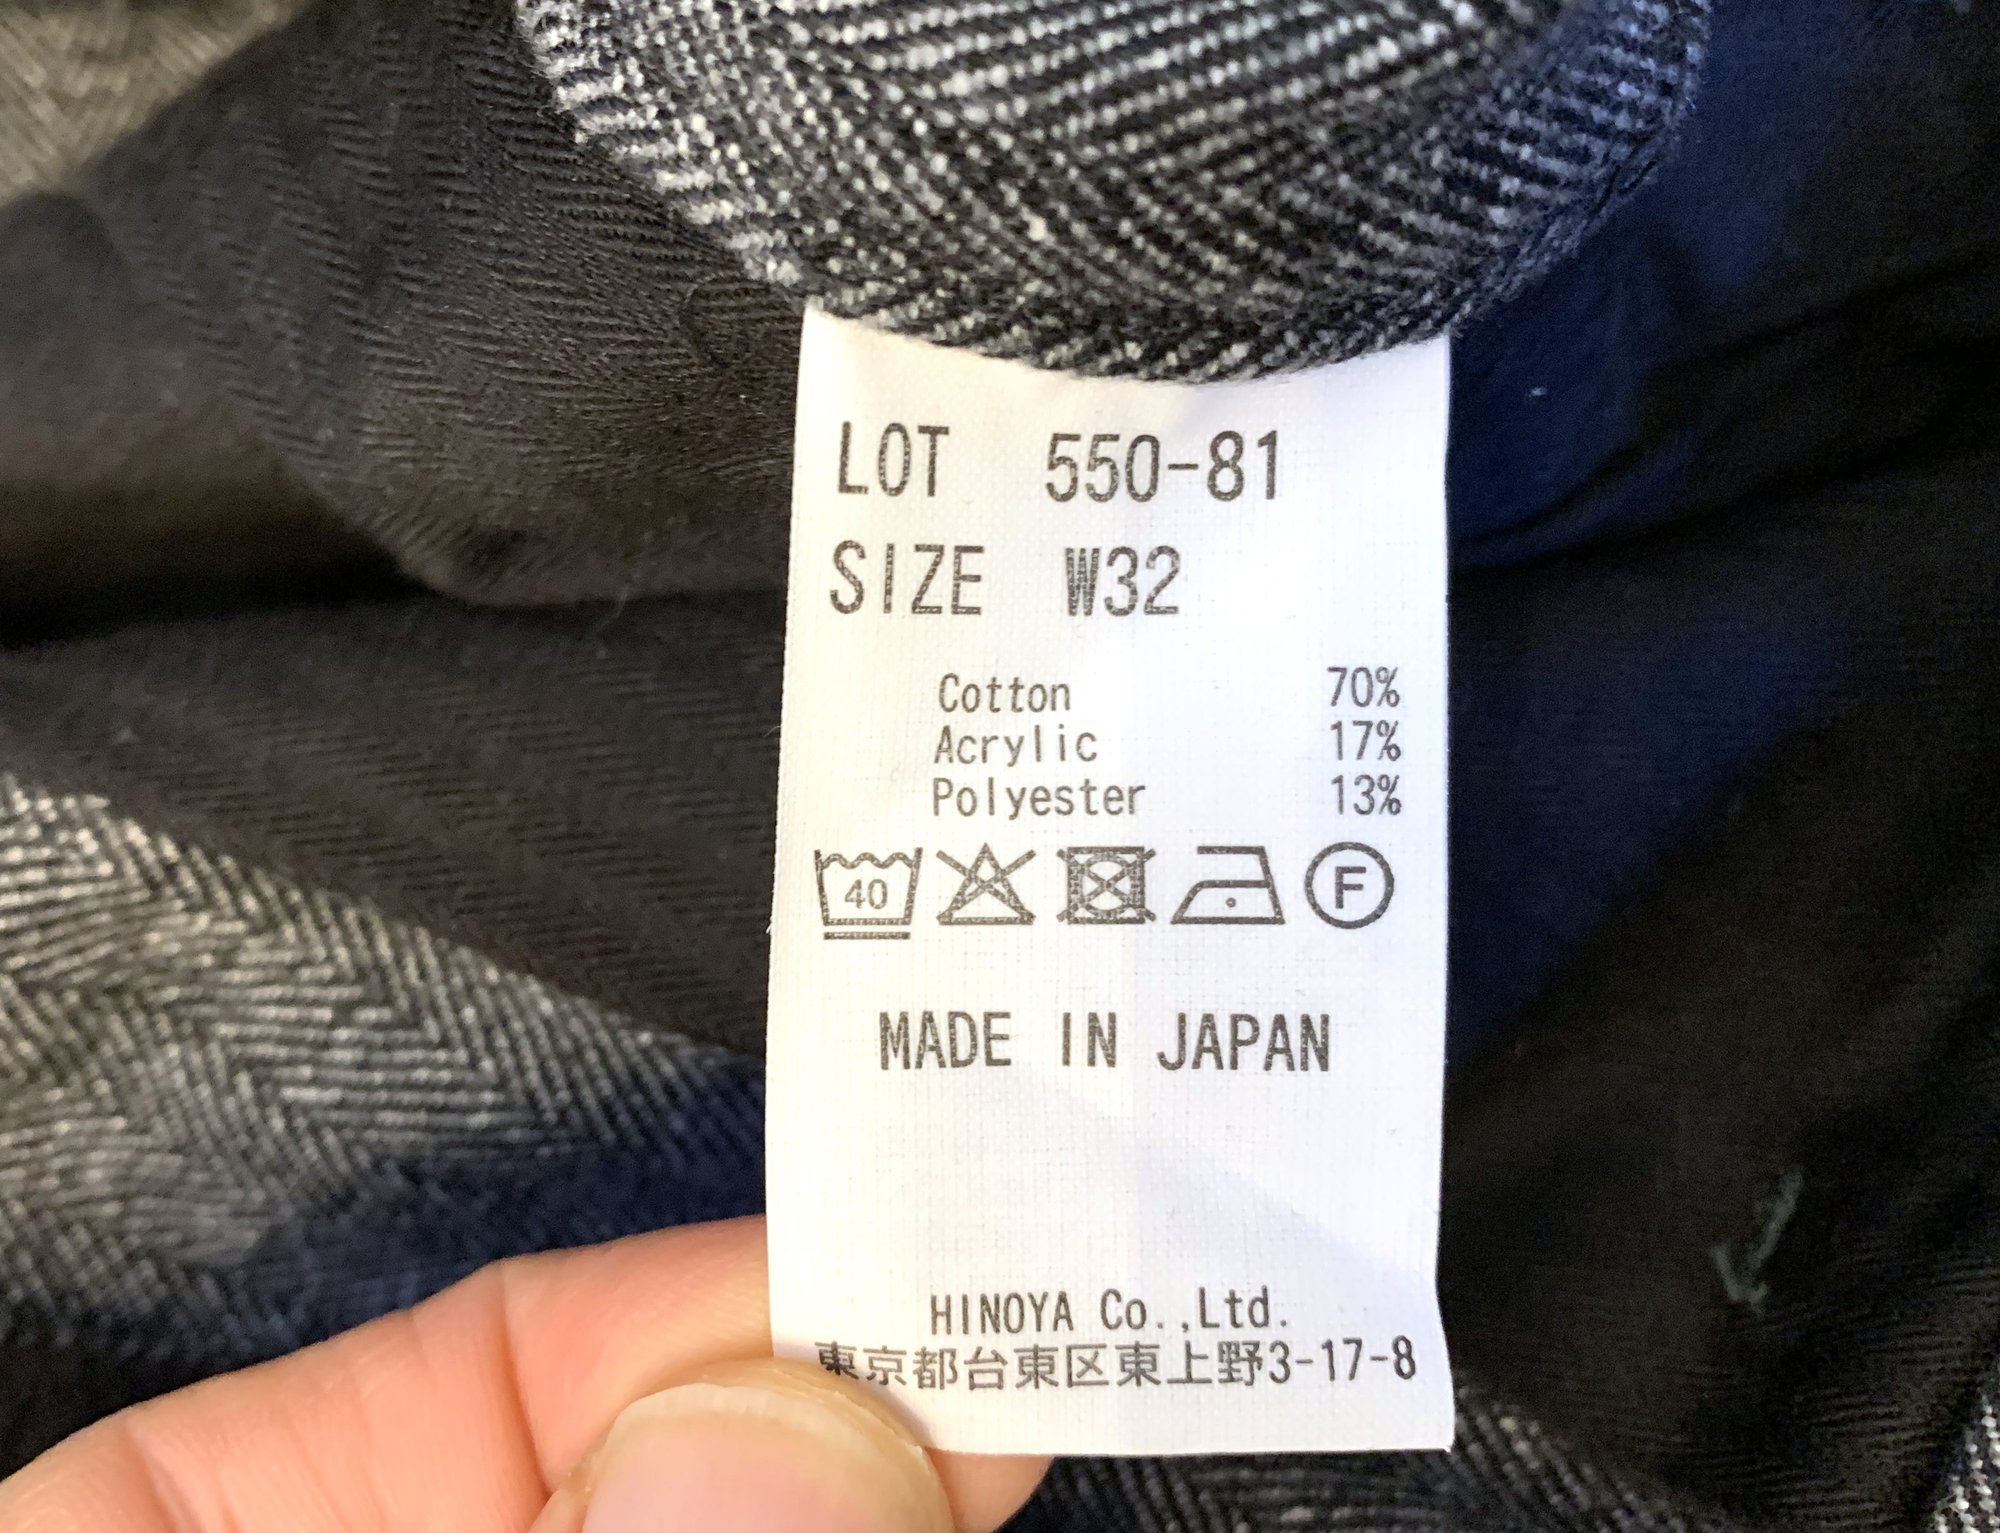 LOT 550-81
SIZE W32
Cotton 70%
Acrylic 17%
Polyester 13%
40 F
MADE IN JAPAN
HINOYA Co.,Ltd.
東京都台東区東上野3-17-8